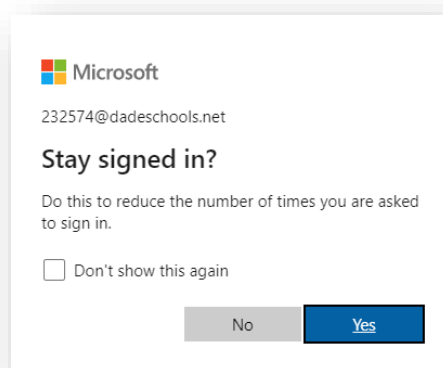 Microsoft
232574@dadeschools.net
Stay signed in?
Do this to reduce the number of times you are asked
to sign in.
Don't show this again
No
Yes